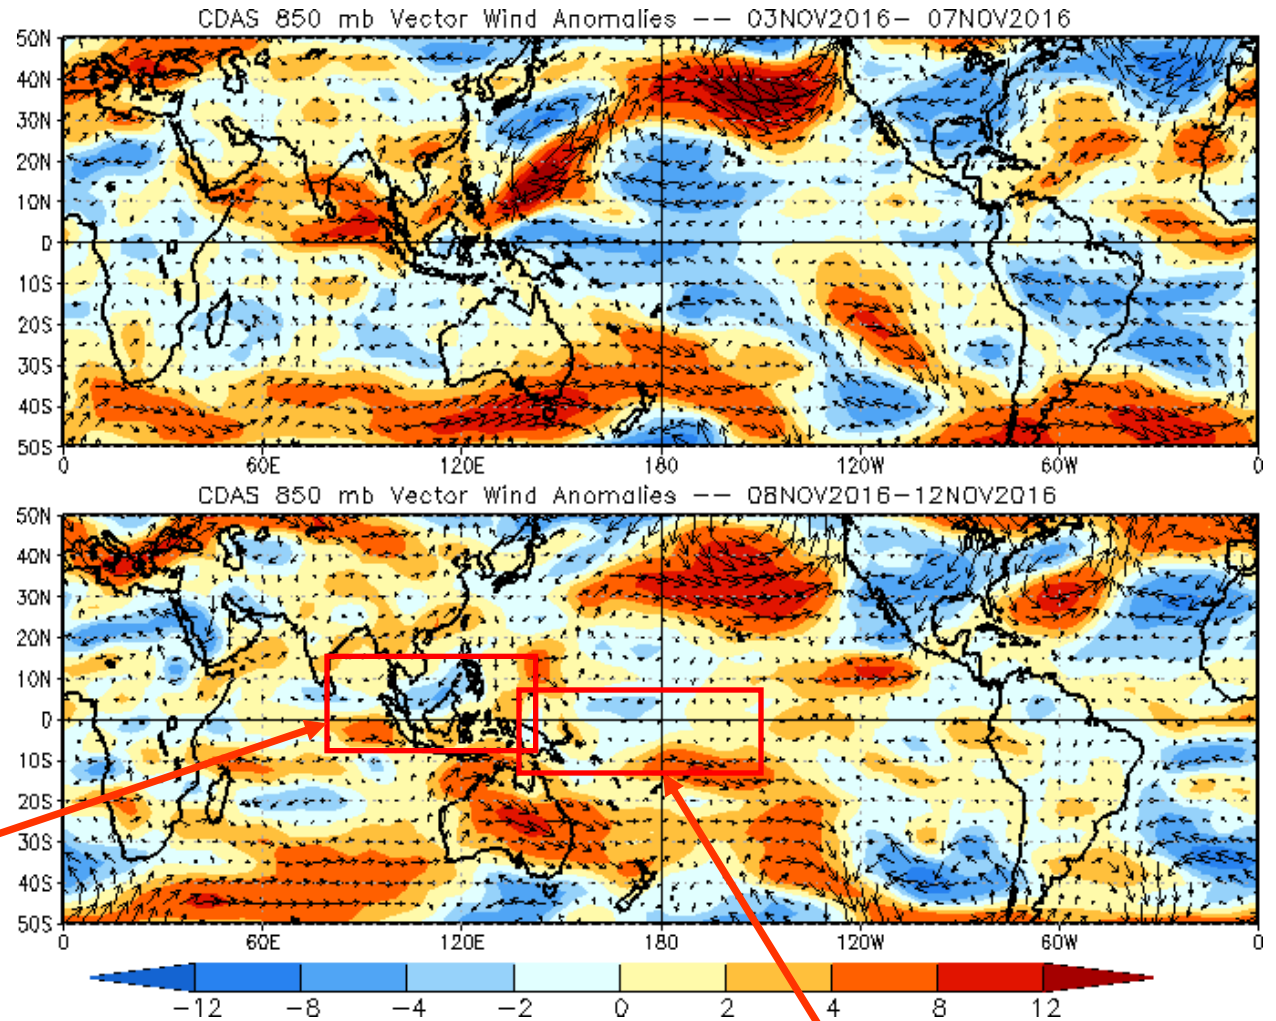 CDAS 850 mb Vector Wind Anomalies -- 03NOV2016- 07NOV2016
50N
40N
30N
20N
10N
0
10S
20S
30S
40S
50S
0 60E 120E 180 120W 60W 0
CDAS 850 mb Vector Wind Anomalies -- 08NOV2016-12NOV2016
50N
40N
30N
20N
10N
0
10S
20S
30S
40S
50S
0 60E 120E 180 120W 60W 0
-12 -8 -4 -2 0 2 4 8 12